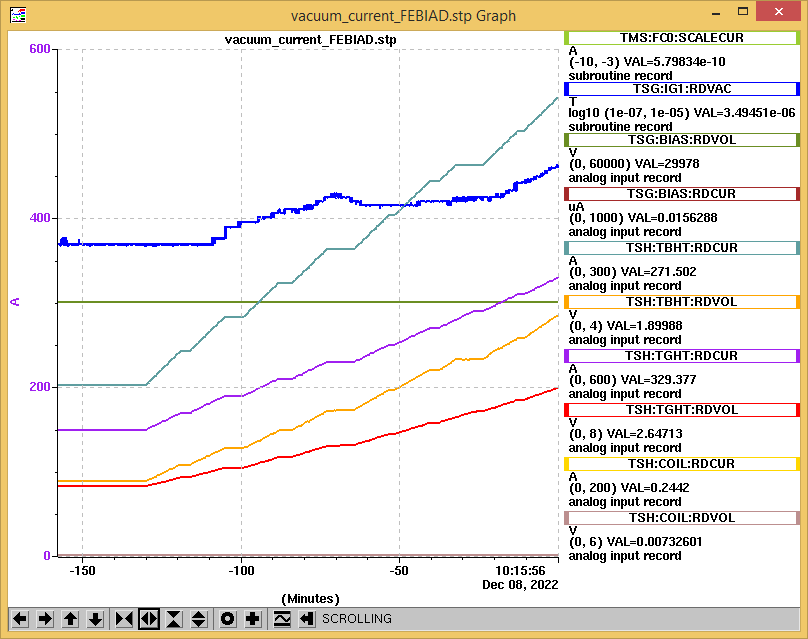 vacuum_current_FEBIAD.stp Graph
vacuum_current_FEBIAD.stp
600
400
A
200
0
-150
-100
-50
10:15:56
Dec 08, 2022
(Minutes)
TMS:FC0:SCALECUR
A
(-10, -3) VAL=5.79834e-10
subroutine record
TSG:IG1:RDVAC
T
log10 (1e-07, 1e-05) VAL=3.49451e-06
subroutine record
TSG:BIAS:RDVOL
V
(0, 60000) VAL=29978
analog input record
TSG:BIAS:RDCUR
uA
(0, 1000) VAL=0.0156288
analog input record
TSH:TBHT:RDCUR
A
(0, 300) VAL=271.502
analog input record
TSH:TBHT:RDVOL
V
(0, 4) VAL=1.89988
analog input record
TSH:TGHT:RDCUR
A
(0, 600) VAL=329.377
analog input record
TSH:TGHT:RDVOL
V
(0, 8) VAL=2.64713
analog input record
TSH:COIL:RDCUR
A
(0, 200) VAL=0.2442
analog input record
TSH:COIL:RDVOL
V
(0, 6) VAL=0.00732601
analog input record
SCROLLING